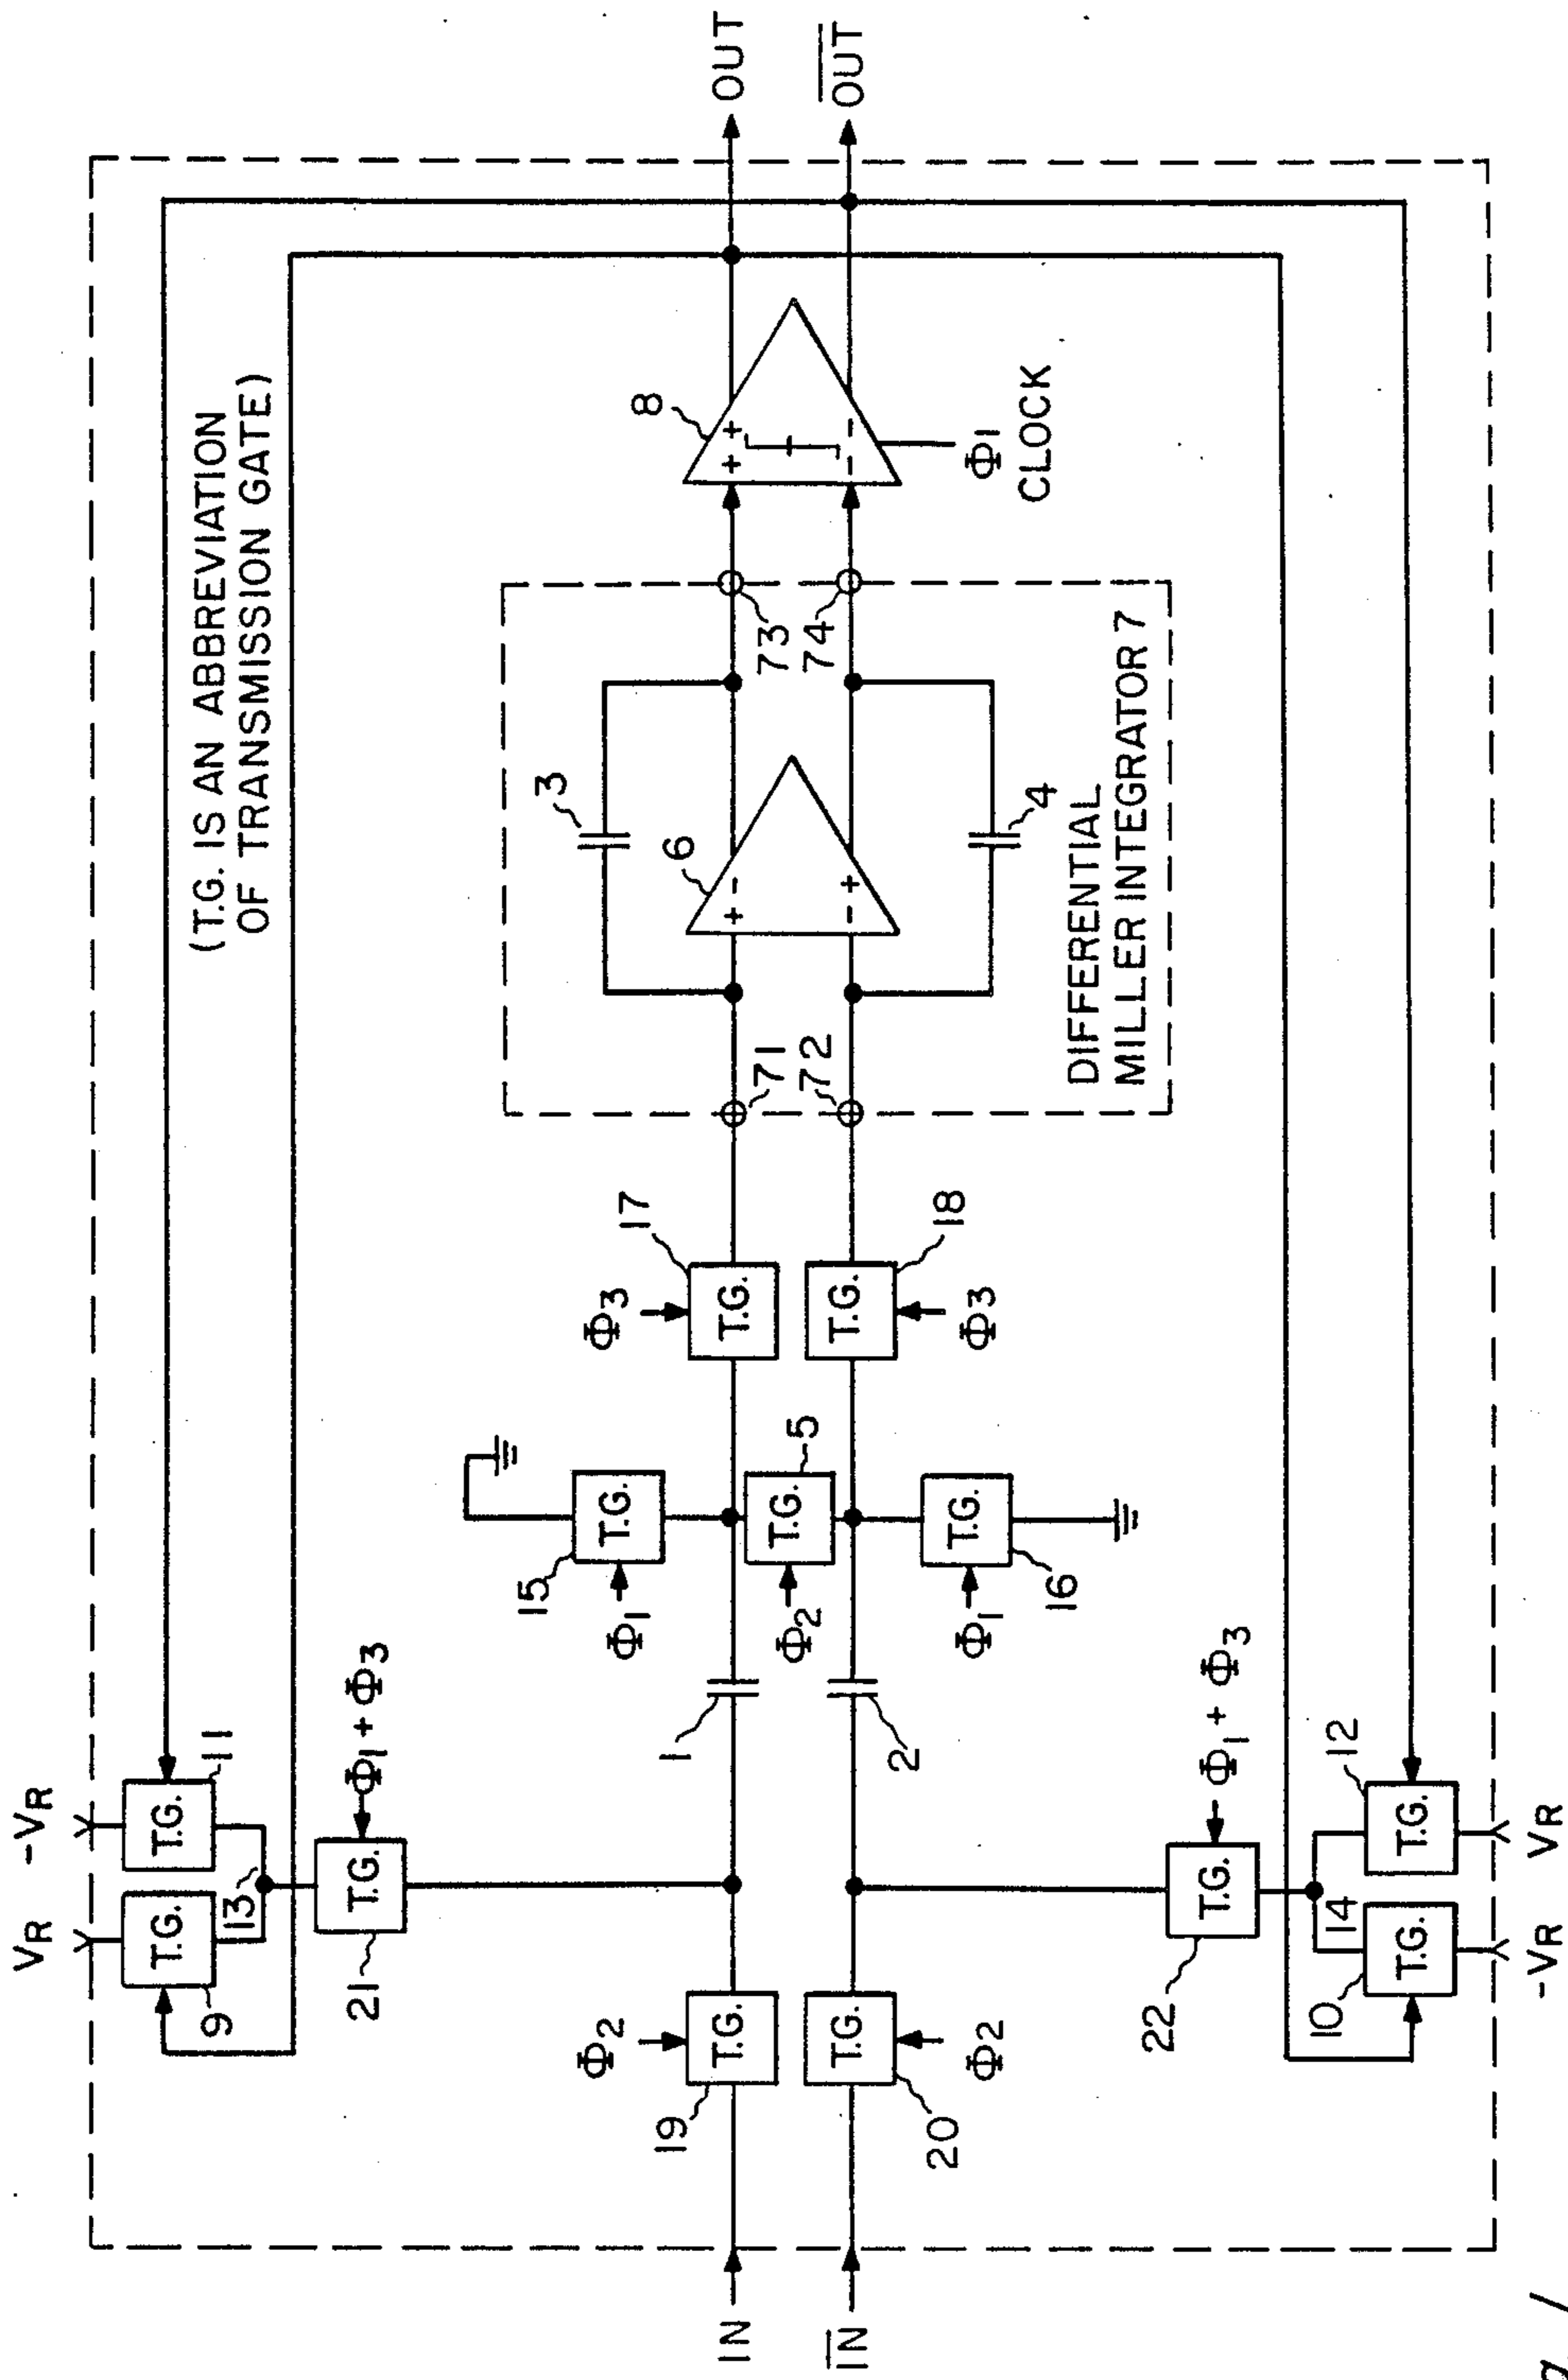 (T.G. IS AN ABBREVIATION
OF TRANSMISSION GATE)
VR
-VR
T.G.
T.G.
9
11
13
T.G.
21
Φ1 + Φ3
IN
19
T.G.
Φ2
1
15
T.G.
Φ1
T.G.
5
Φ2
17
T.G.
Φ3
71
3
6
+ -
- +
73
8
+ +
- -
OUT
IN
20
T.G.
Φ2
2
16
T.G.
Φ1
18
T.G.
Φ3
72
4
74
Φ1
CLOCK
OUT
DIFFERENTIAL
MILLER INTEGRATOR 7
22
T.G.
Φ1 + Φ3
14
10
T.G.
12
T.G.
-VR
VR